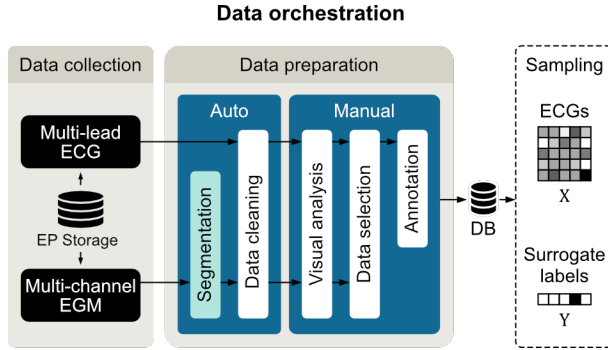 Data orchestration
Data collection
Multi-lead
ECG
EP Storage
Multi-channel
EGM
Data preparation
Auto
Segmentation
Data cleaning
Manual
Visual analysis
Data selection
Annotation
DB
Sampling
ECGs
X
Surrogate
labels
Y